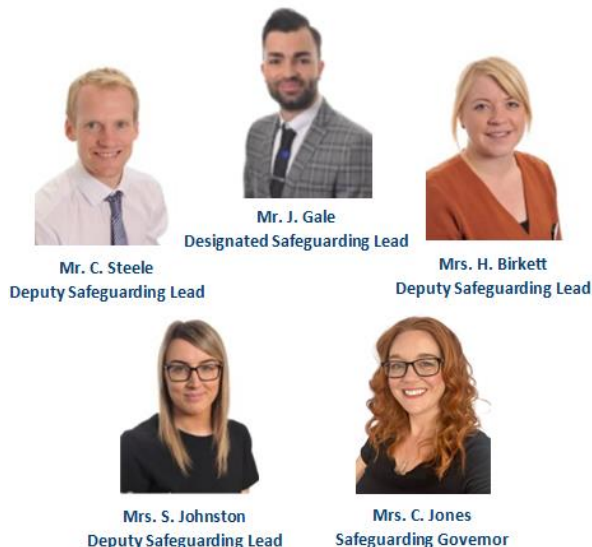 Mr. J. Gale
Designated Safeguarding Lead
Mr. C. Steele
Deputy Safeguarding Lead
Mrs. H. Birkett
Deputy Safeguarding Lead
Mrs. S. Johnston
Deputy Safeguarding Lead
Mrs. C. Jones
Safeguarding Governor